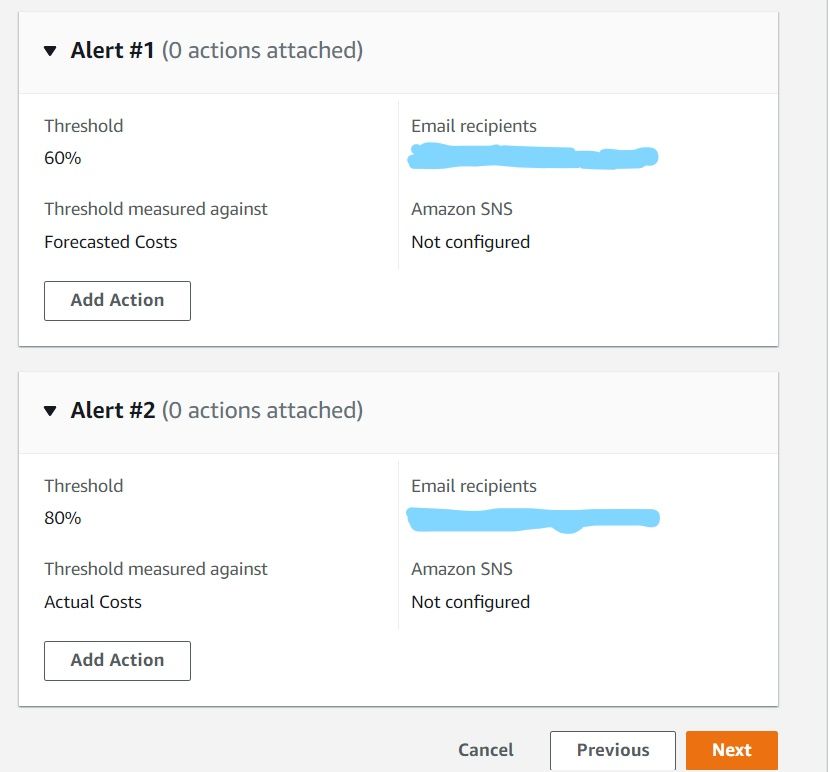 Alert #1 (0 actions attached)
Threshold
60%
Email recipients
Threshold measured against
Forecasted Costs
Amazon SNS
Not configured
Add Action
Alert #2 (0 actions attached)
Threshold
80%
Email recipients
Threshold measured against
Actual Costs
Amazon SNS
Not configured
Add Action
Cancel Previous Next